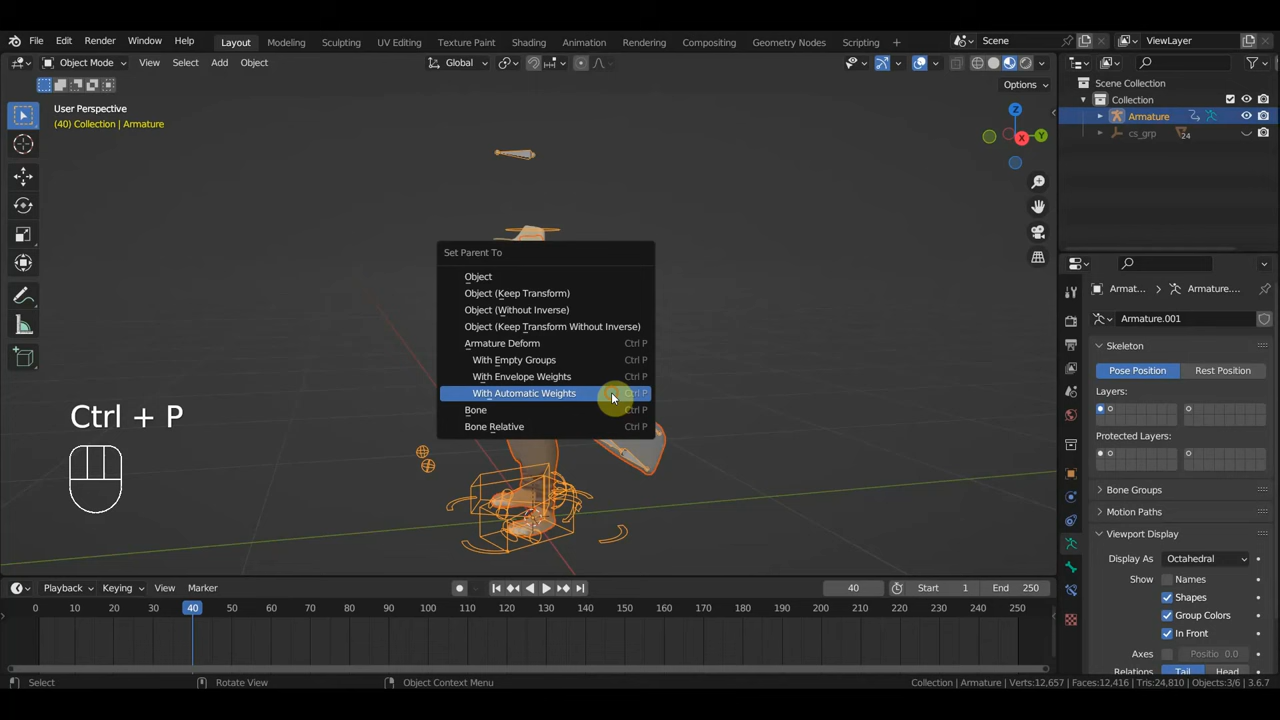 File Edit Render Window Help Layout Modeling Sculpting UV Editing Texture Paint Shading Animation Rendering Compositing Geometry Nodes Scripting + Scene ViewLayer
Object Mode View Select Add Object Global
Options
User Perspective
(40) Collection | Armature
X
Y
Z
Scene Collection
Collection
Armature
cs_grp 24
Set Parent To
Object
Object (Keep Transform)
Object (Without Inverse)
Object (Keep Transform Without Inverse)
Armature Deform Ctrl P
With Empty Groups Ctrl P
With Envelope Weights Ctrl P
With Automatic Weights Ctrl P
Bone Ctrl P
Bone Relative Ctrl P
Ctrl + P
Armat... Armature....
Armature.001
Skeleton
Pose Position Rest Position
Layers:
Protected Layers:
Bone Groups
Motion Paths
Viewport Display
Display As Octahedral
Show Names
Shapes
Group Colors
In Front
Axes Positio 0.0
Relations Tail Head
Playback Keying View Marker 40 Start 1 End 250
0 10 20 30 40 50 60 70 80 90 100 110 120 130 140 150 160 170 180 190 200 210 220 230 240 250
Select Rotate View Object Context Menu Collection | Armature | Verts:12,657 | Faces:12,416 | Tris:24,810 | Objects:3/6 | 3.6.7